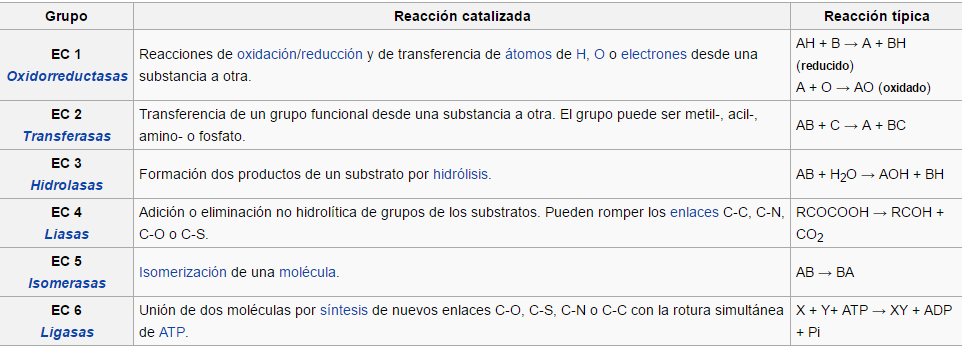 Grupo Reacción catalizada Reacción típica
EC 1
Oxidorreductasas
Reacciones de oxidación/reducción y de transferencia de átomos de H, O o electrones desde una
substancia a otra.
AH + B → A + BH
(reducido)
A + O → AO (oxidado)
EC 2
Transferasas
Transferencia de un grupo funcional desde una substancia a otra. El grupo puede ser metil-, acil-,
amino- o fosfato.
AB + C → A + BC
EC 3
Hidrolasas
Formación dos productos de un substrato por hidrólisis.
AB + H2O → AOH + BH
EC 4
Liasas
Adición o eliminación no hidrolítica de grupos de los substratos. Pueden romper los enlaces C-C, C-N,
C-O o C-S.
RCOCOOH → RCOH +
CO2
EC 5
Isomerasas
Isomerización de una molécula.
AB → BA
EC 6
Ligasas
Unión de dos moléculas por síntesis de nuevos enlaces C-O, C-S, C-N o C-C con la rotura simultánea
de ATP.
X + Y+ ATP → XY + ADP
+ Pi